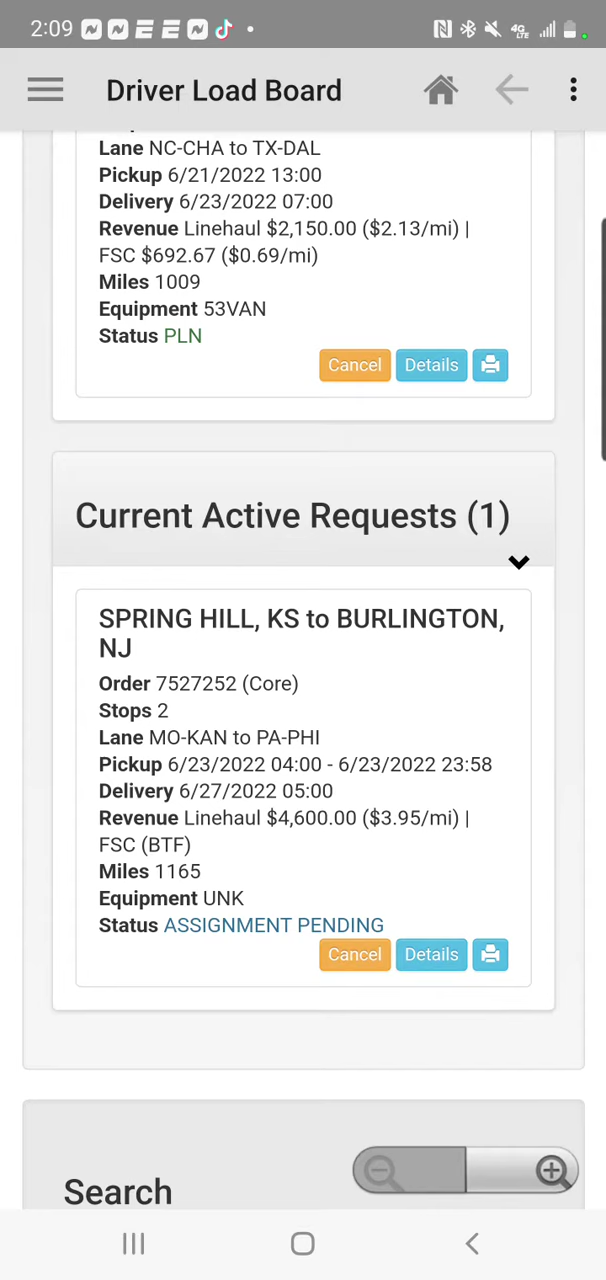 2:09
4G
LTE
Driver Load Board
Lane NC-CHA to TX-DAL
Pickup 6/21/2022 13:00
Delivery 6/23/2022 07:00
Revenue Linehaul $2,150.00 ($2.13/mi) |
FSC $692.67 ($0.69/mi)
Miles 1009
Equipment 53VAN
Status PLN
Cancel Details
Current Active Requests (1)
SPRING HILL, KS to BURLINGTON,
NJ
Order 7527252 (Core)
Stops 2
Lane MO-KAN to PA-PHI
Pickup 6/23/2022 04:00 - 6/23/2022 23:58
Delivery 6/27/2022 05:00
Revenue Linehaul $4,600.00 ($3.95/mi) |
FSC (BTF)
Miles 1165
Equipment UNK
Status ASSIGNMENT PENDING
Cancel Details
Search